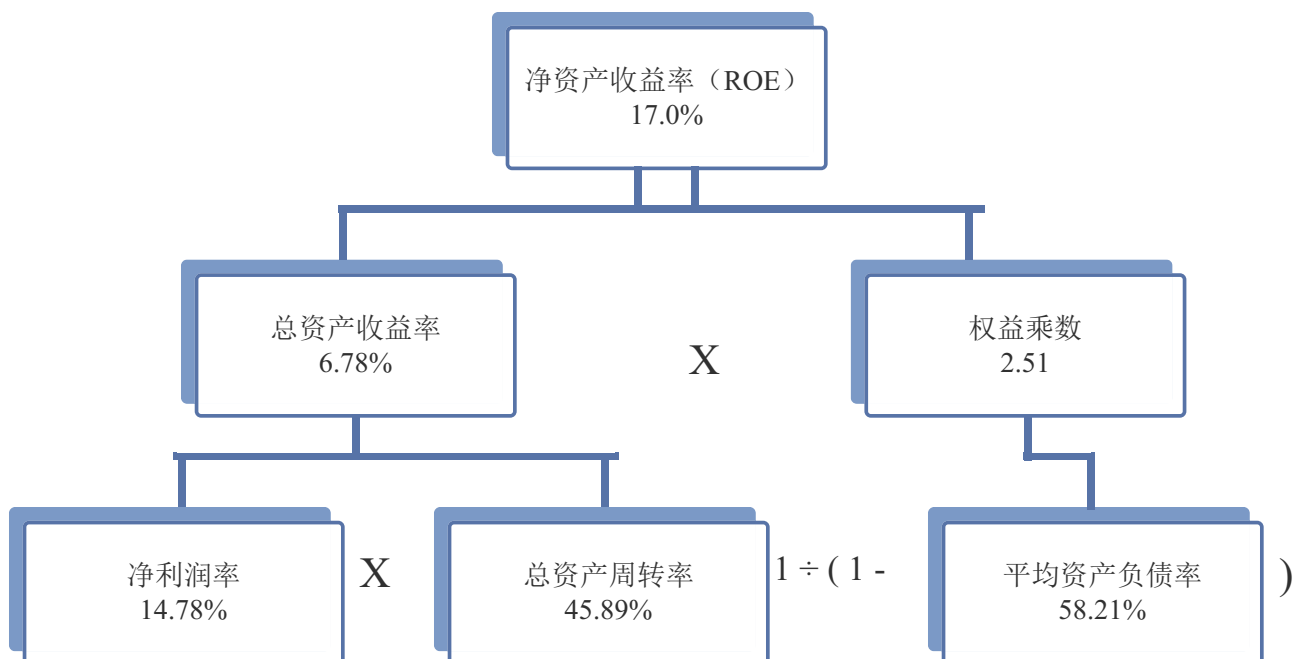 净资产收益率（ROE）
17.0%
总资产收益率
6.78%
X
权益乘数
2.51
净利润率
14.78%
X
总资产周转率
45.89%
1 ÷ ( 1 -
平均资产负债率
58.21%
)